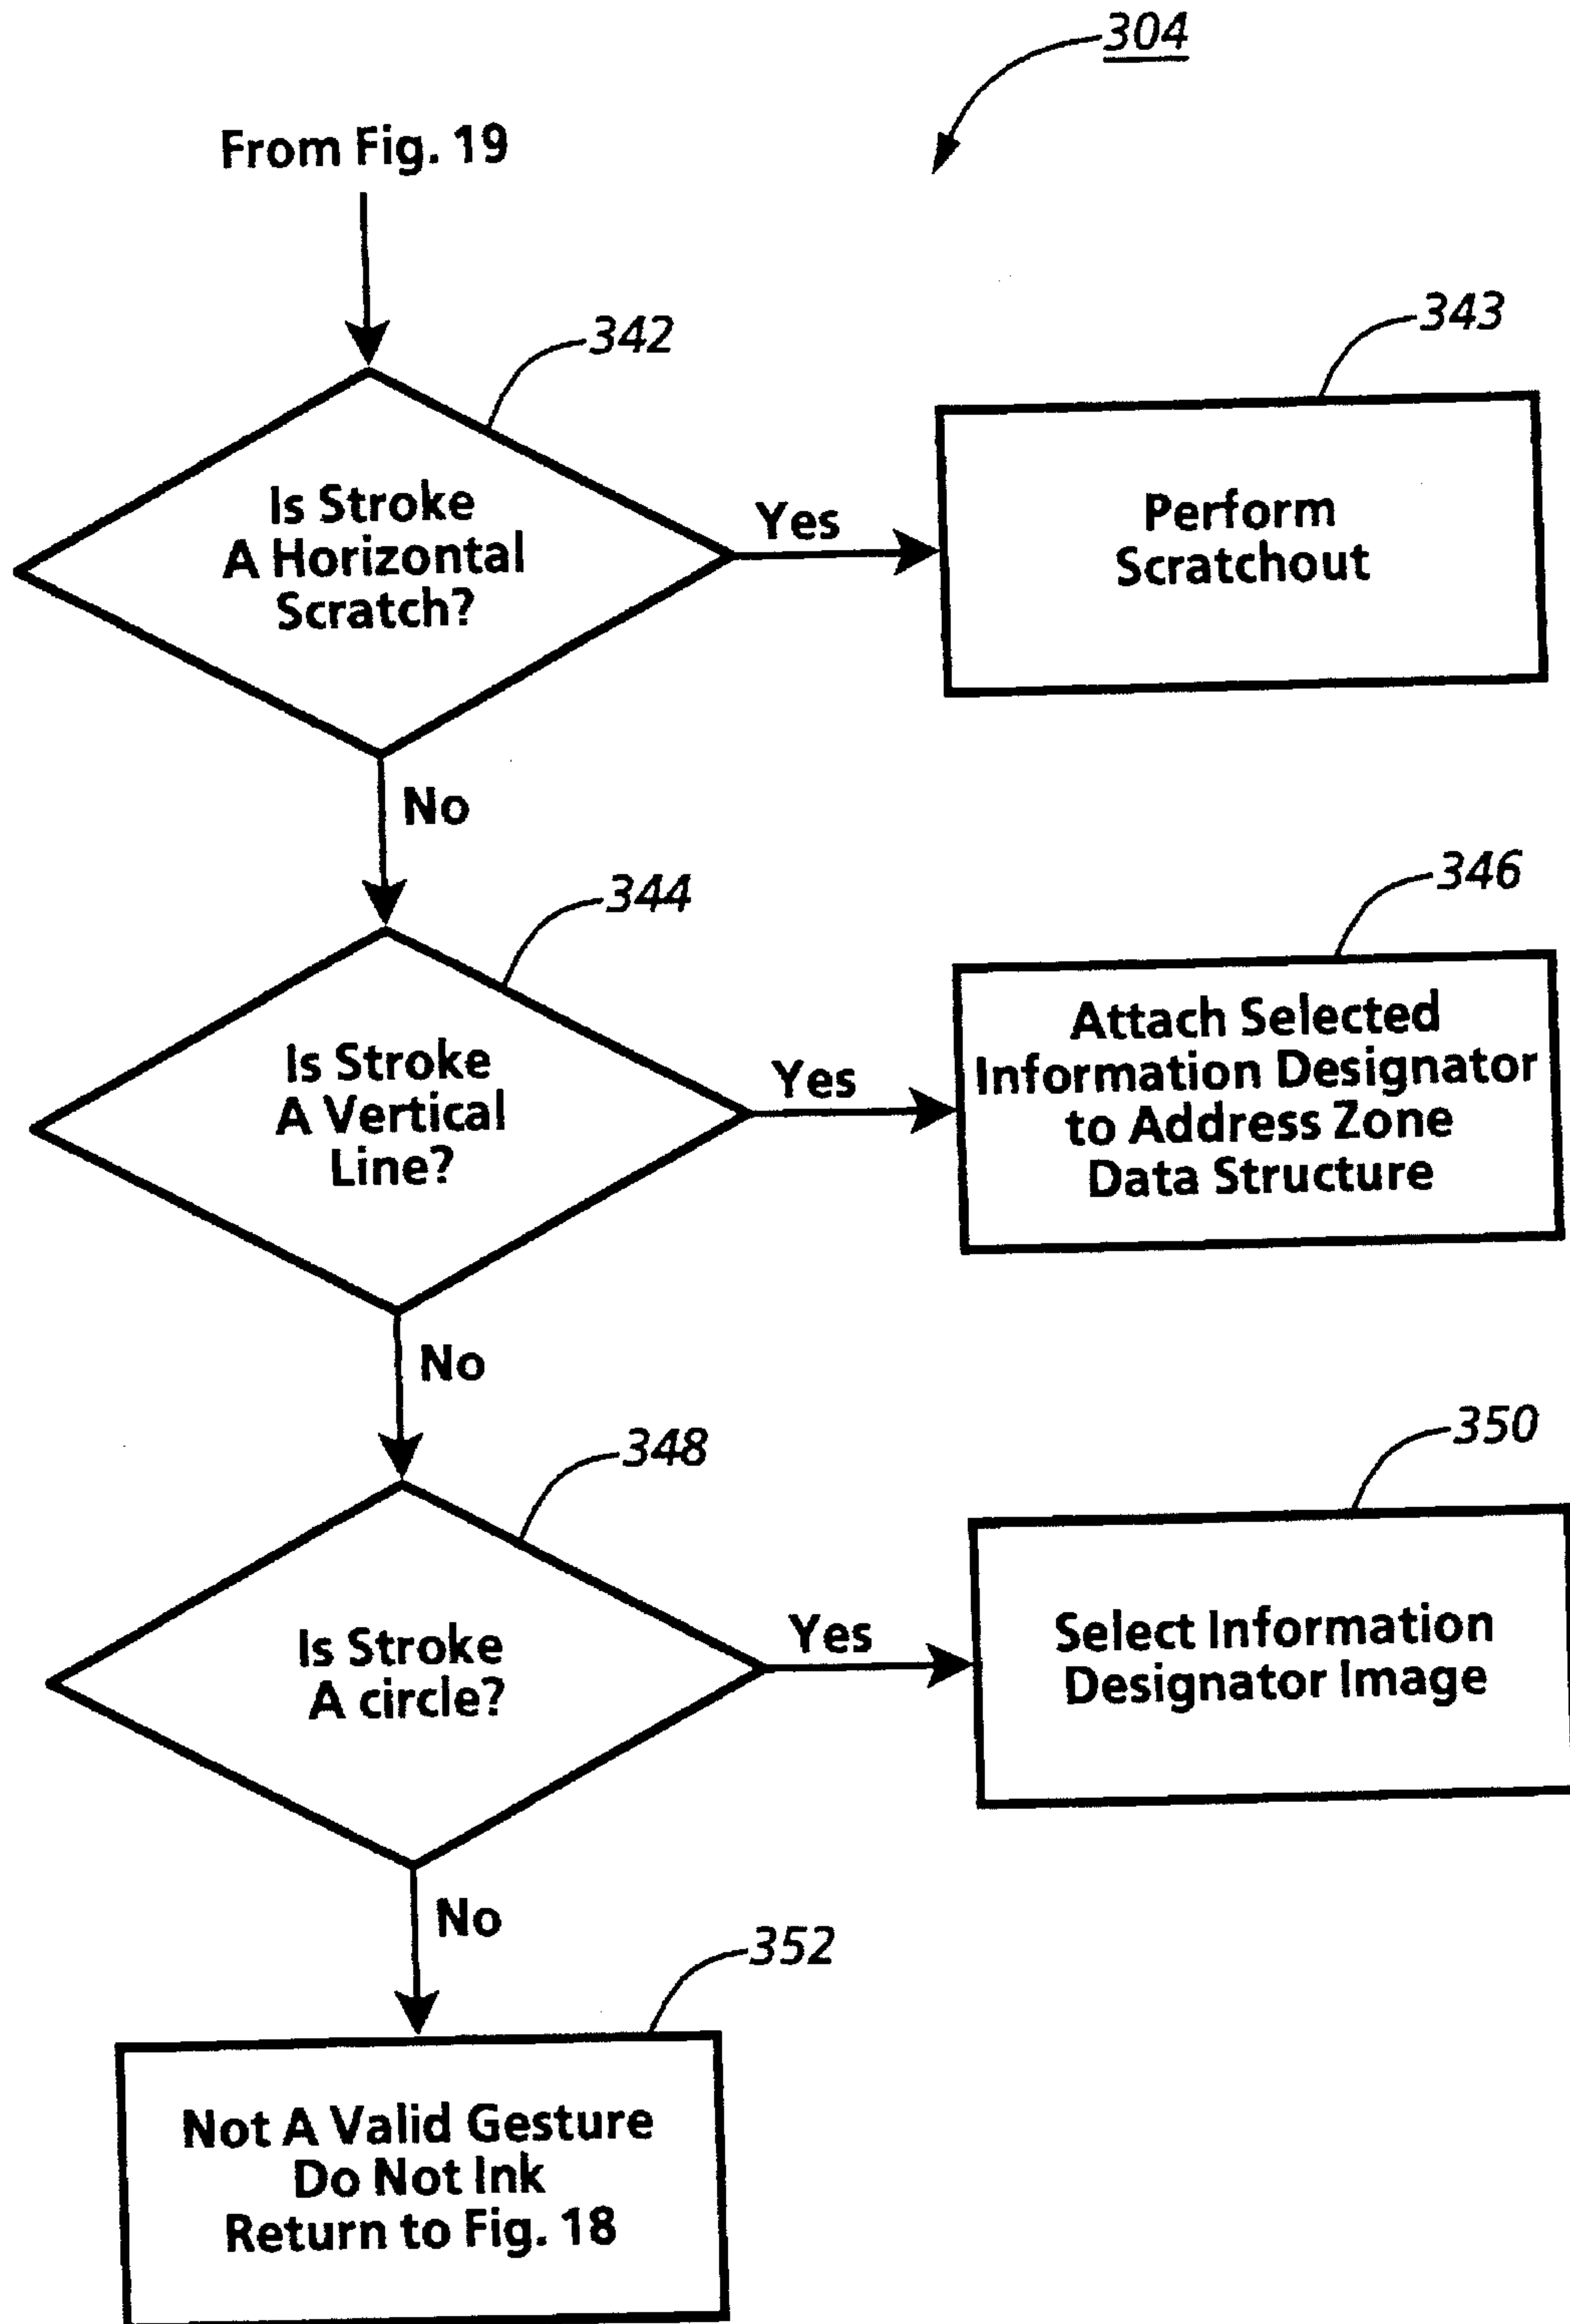 304
From Fig. 19
342
343
Is Stroke
A Horizontal
Scratch?
Yes
Perform
Scratchout
No
344
346
Is Stroke
A Vertical
Line?
Yes
Attach Selected
Information Designator
to Address Zone
Data Structure
No
348
350
Is Stroke
A circle?
Yes
Select Information
Designator Image
No
352
Not A Valid Gesture
Do Not Ink
Return to Fig. 18